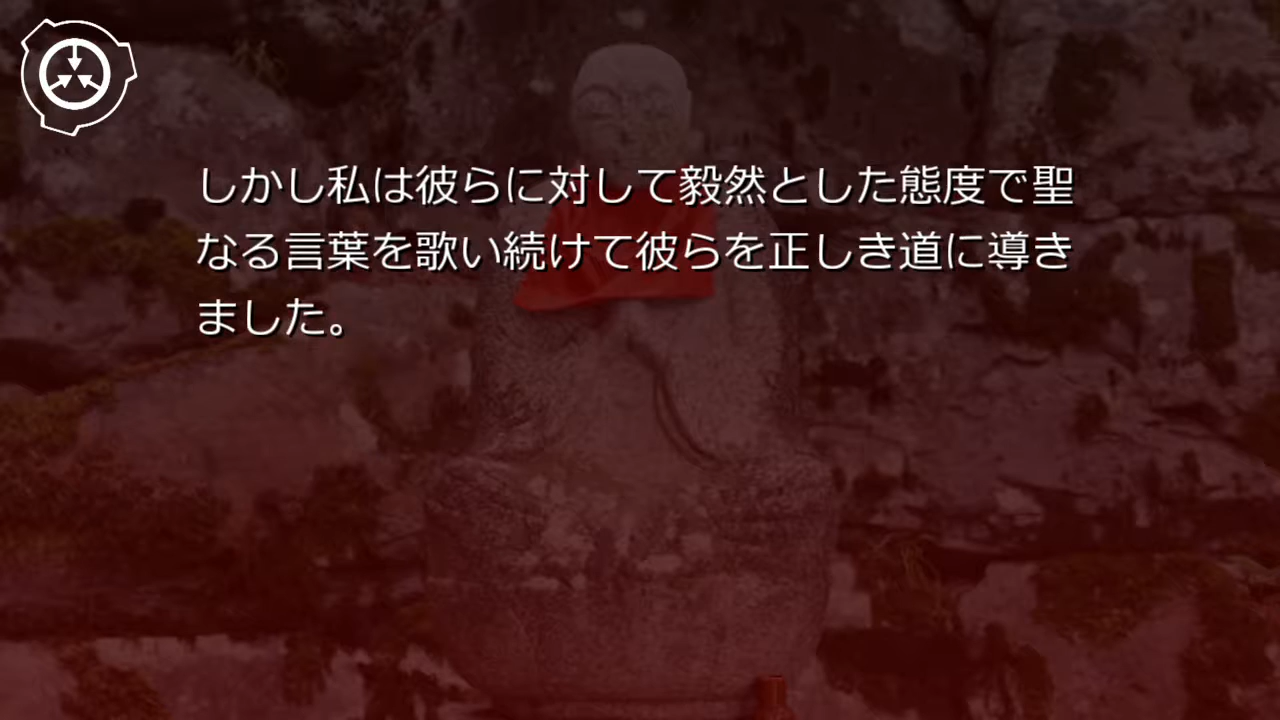 しかし私は彼らに対して毅然とした態度で聖
なる言葉を歌い続けて彼らを正しき道に導き
ました。